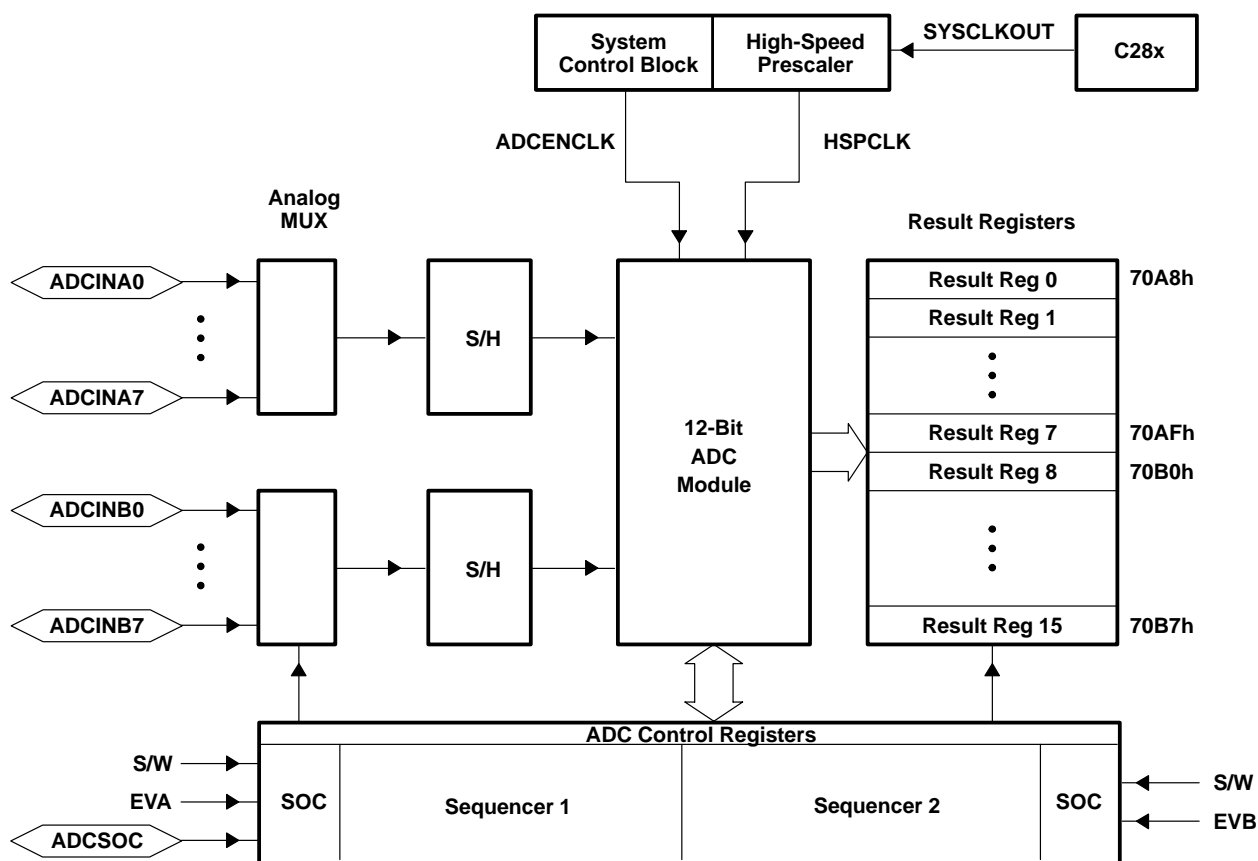 System
Control Block
High-Speed
Prescaler
SYSCLKOUT
C28x
ADCENCLK
HSPCLK
Analog
MUX
Result Registers
ADCINA0
ADCINA7
S/H
12-Bit
ADC
Module
Result Reg 0
70A8h
Result Reg 1
Result Reg 7
70AFh
Result Reg 8
70B0h
ADCINB0
ADCINB7
S/H
Result Reg 15
70B7h
ADC Control Registers
S/W
EVA
ADCSOC
SOC
Sequencer 1
Sequencer 2
SOC
S/W
EVB